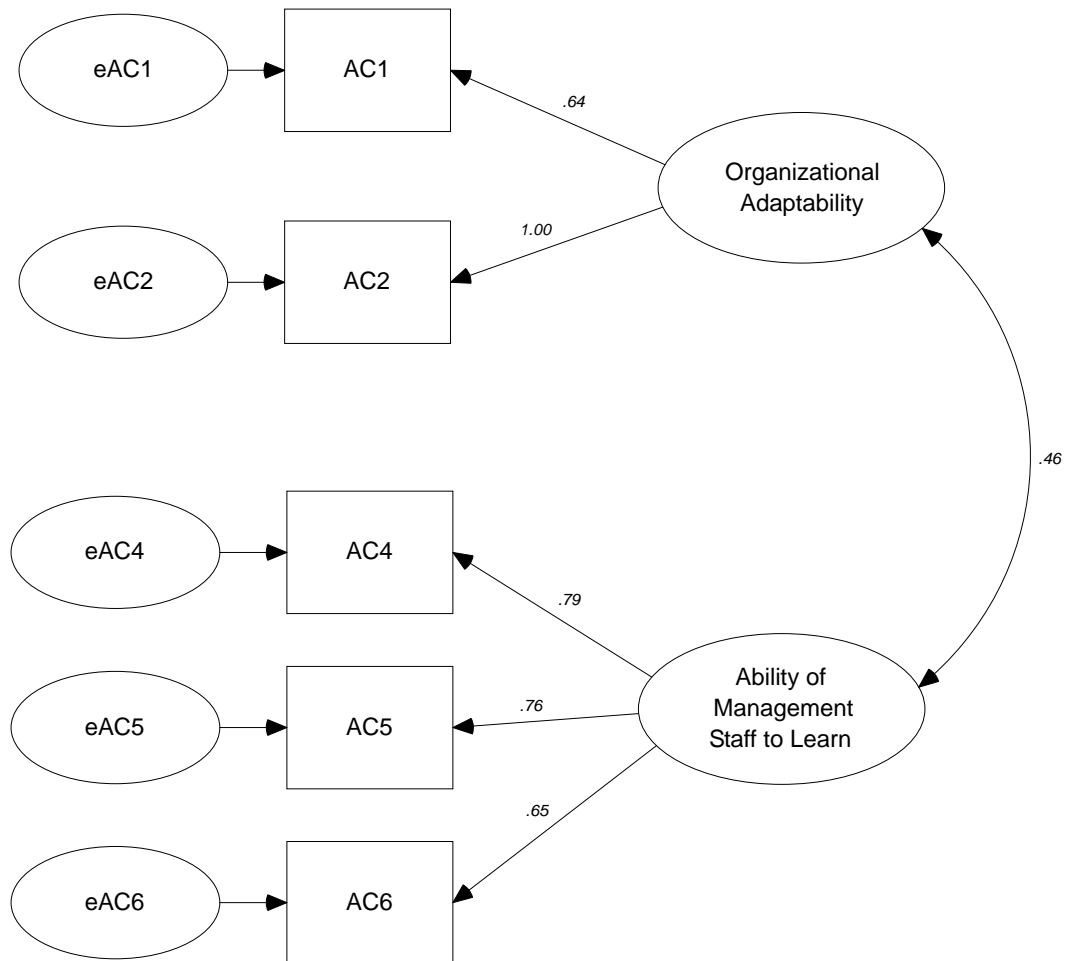 eAC1
AC1
.64
Organizational
Adaptability
eAC2
AC2
1.00
.46
eAC4
AC4
.79
eAC5
AC5
.76
Ability of
Management
Staff to Learn
eAC6
AC6
.65